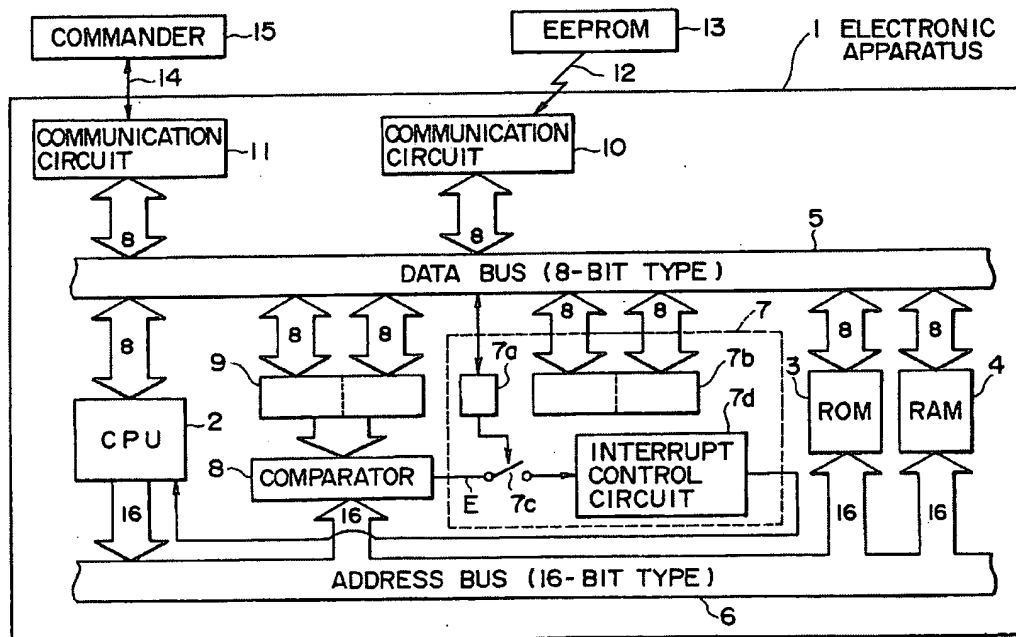 COMMANDER 15
EEPROM 13
1 ELECTRONIC
APPARATUS
14
12
COMMUNICATION
CIRCUIT
11
COMMUNICATION
CIRCUIT
10
8
8
5
DATA BUS (8-BIT TYPE)
8
8
8
8
8
7
8
8
9
7a
7b
3
4
7d
CPU
2
ROM
RAM
8
COMPARATOR
E
7c
INTERRUPT
CONTROL
CIRCUIT
16
16
16
16
ADDRESS BUS (16-BIT TYPE)
6